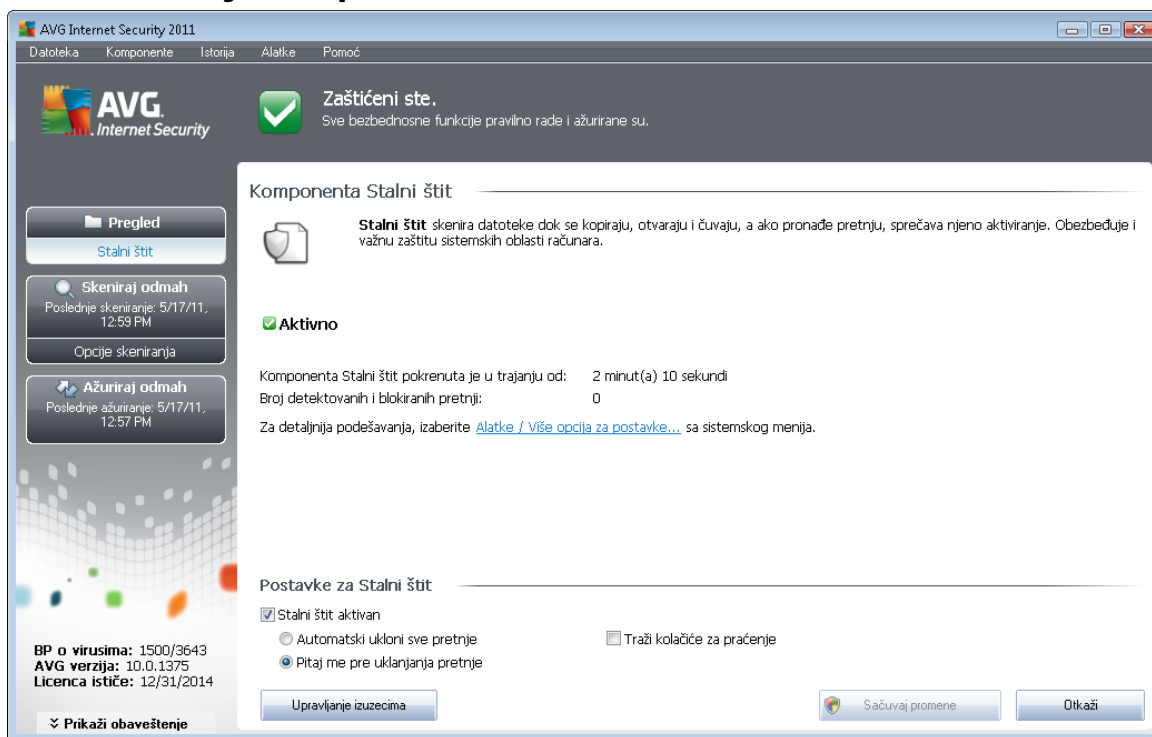 AVG Internet Security 2011
Datoteka Komponente Istorija Alatke Pomoć
AVG.
Internet Security
Zaštićeni ste.
Sve bezbednosne funkcije pravilno rade i ažurirane su.
Pregled
Stalni štit
Skeniraj odmah
Poslednje skeniranje: 5/17/11,
12:59 PM
Opcije skeniranja
Ažuriraj odmah
Poslednje ažuriranje: 5/17/11,
12:57 PM
BP o virusima: 1500/3643
AVG verzija: 10.0.1375
Licenca ističe: 12/31/2014
Prikaži obaveštenje
Komponenta Stalni štit
Stalni štit skenira datoteke dok se kopiraju, otvaraju i čuvaju, a ako pronađe pretnju, sprečava njeno aktiviranje. Obezbeđuje i
važnu zaštitu sistemskih oblasti računara.
Aktivno
Komponenta Stalni štit pokrenuta je u trajanju od: 2 minut(a) 10 sekundi
Broj detektovanih i blokiranih pretnji: 0
Za detaljnija podešavanja, izaberite Alatke / Više opcija za postavke... sa sistemskog menija.
Postavke za Stalni štit
Stalni štit aktivan
Automatski ukloni sve pretnje
Traži kolačiće za praćenje
Pitaj me pre uklanjanja pretnje
Upravljanje izuzecima
Sačuvaj promene
Otkaži